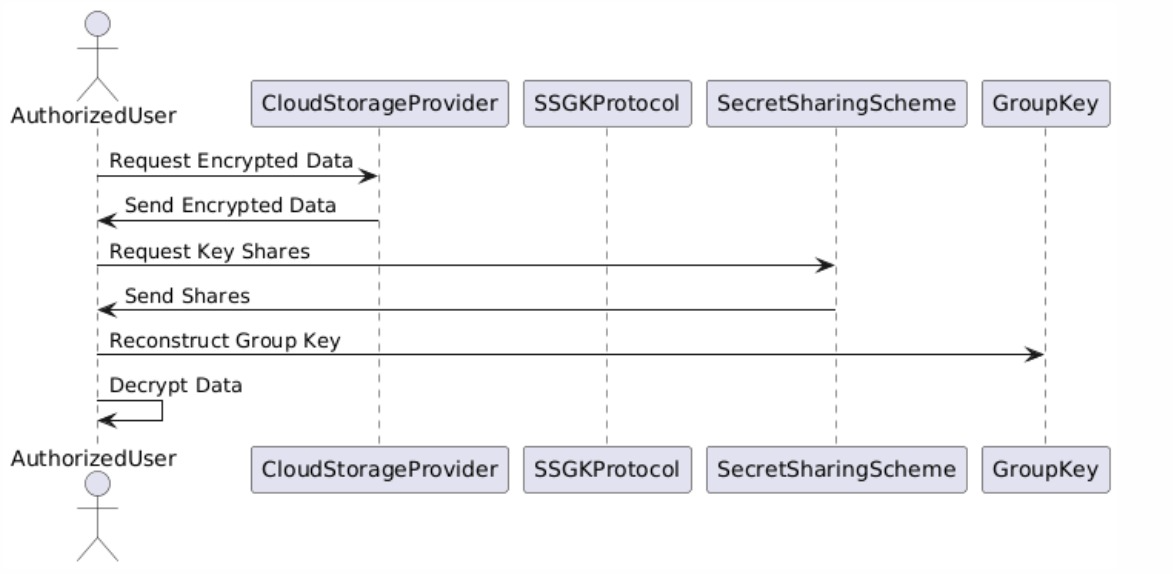 AuthorizedUser
CloudStorageProvider
SSGKProtocol
SecretSharingScheme
GroupKey
Request Encrypted Data
Send Encrypted Data
Request Key Shares
Send Shares
Reconstruct Group Key
Decrypt Data
AuthorizedUser
CloudStorageProvider
SSGKProtocol
SecretSharingScheme
GroupKey